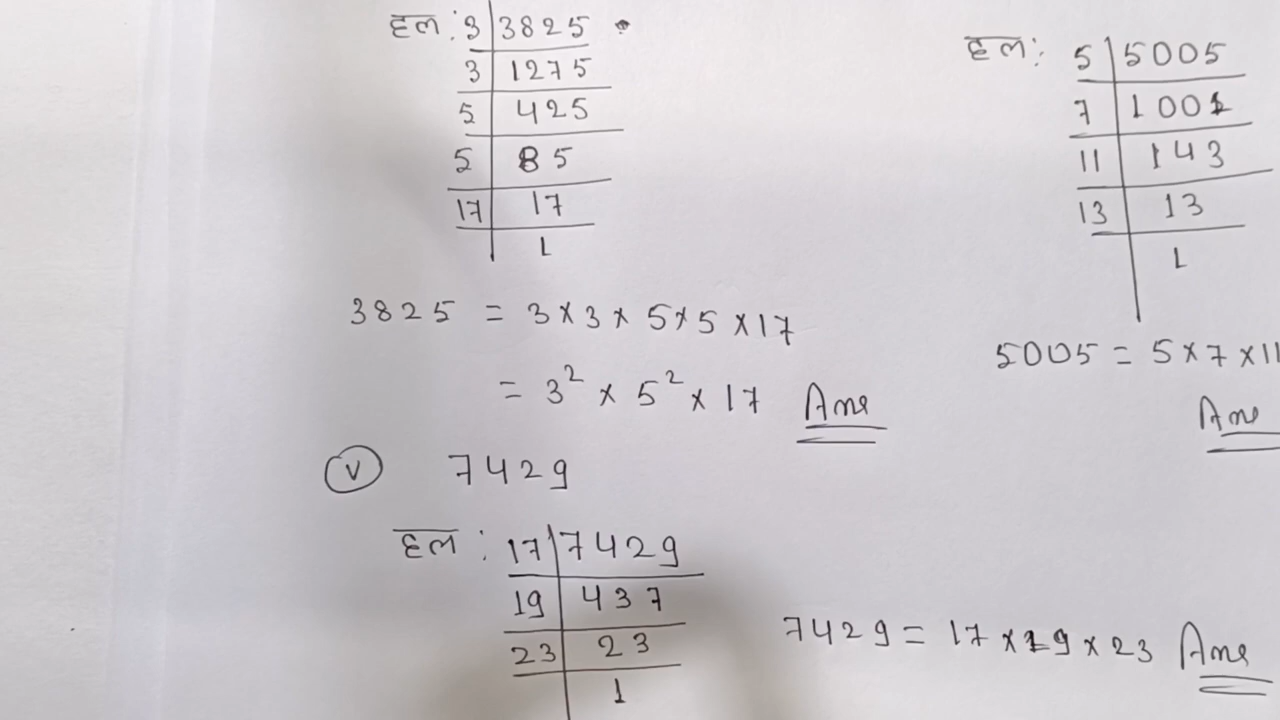 हल: 3 | 3825
3 | 1275
5 | 425
5 | 85
17 | 17
1
3825 = 3×3×5×5×17
= 3² × 5² × 17 Ans
हल: 5 | 5005
7 | 1001
11 | 143
13 | 13
1
5005 = 5×7×11
Ans
(v) 7429
हल: 17 | 7429
19 | 437
23 | 23
1
7429 = 17×19×23 Ans